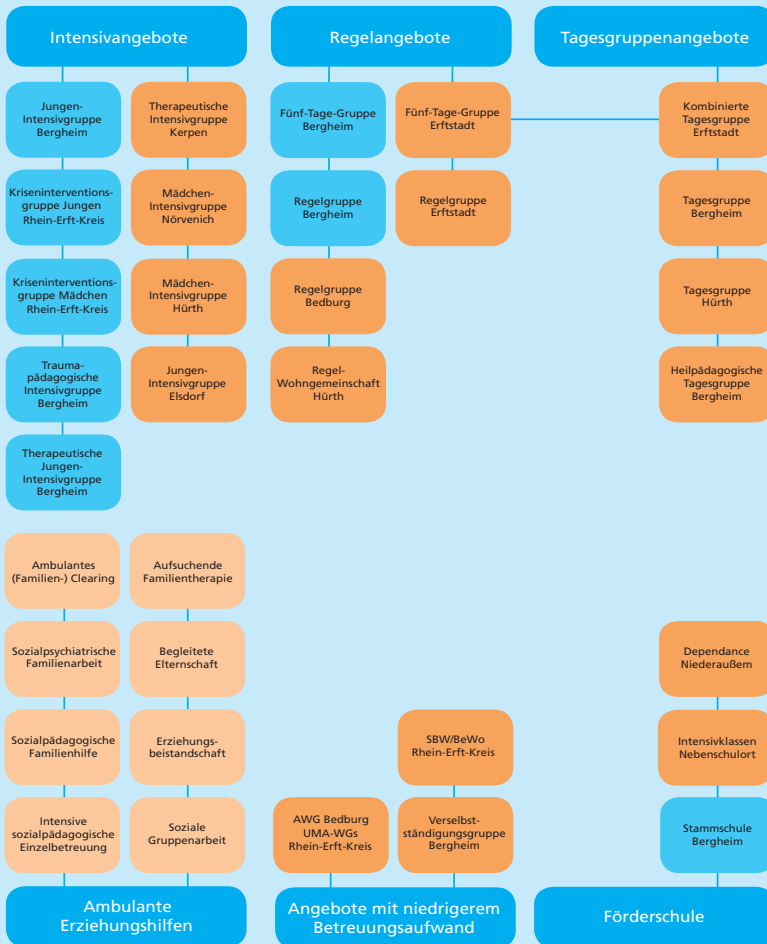 Intensivangebote
Jungen-
Intensivgruppe
Bergheim
Kriseninterventions-
gruppe Jungen
Rhein-Erft-Kreis
Kriseninterventions-
gruppe Mädchen
Rhein-Erft-Kreis
Trauma-
pädagogische
Intensivgruppe
Bergheim
Therapeutische
Jungen-
Intensivgruppe
Bergheim
Therapeutische
Intensivgruppe
Kerpen
Mädchen-
Intensivgruppe
Nörvenich
Mädchen-
Intensivgruppe
Hürth
Jungen-
Intensivgruppe
Elsdorf
Regelangebote
Fünf-Tage-Gruppe
Bergheim
Regelgruppe
Bergheim
Regelgruppe
Bedburg
Regel-
Wohngemeinschaft
Hürth
Fünf-Tage-Gruppe
Erftstadt
Regelgruppe
Erftstadt
Tagesgruppenangebote
Kombinierte
Tagesgruppe
Erftstadt
Tagesgruppe
Bergheim
Tagesgruppe
Hürth
Heilpädagogische
Tagesgruppe
Bergheim
Ambulantes
(Familien-) Clearing
Sozialpsychiatrische
Familienarbeit
Sozialpädagogische
Familienhilfe
Intensive
sozialpädagogische
Einzelbetreuung
Aufsuchende
Familientherapie
Begleitete
Elternschaft
Erziehungs-
beistandschaft
Soziale
Gruppenarbeit
Ambulante
Erziehungshilfen
AWG Bedburg
UMA-WGs
Rhein-Erft-Kreis
SBW/BeWo
Rhein-Erft-Kreis
Verselbst-
ständigungsgruppe
Bergheim
Angebote mit niedrigerem
Betreuungsaufwand
Dependance
Niederaußem
Intensivklassen
Nebenschulort
Stammschule
Bergheim
Förderschule